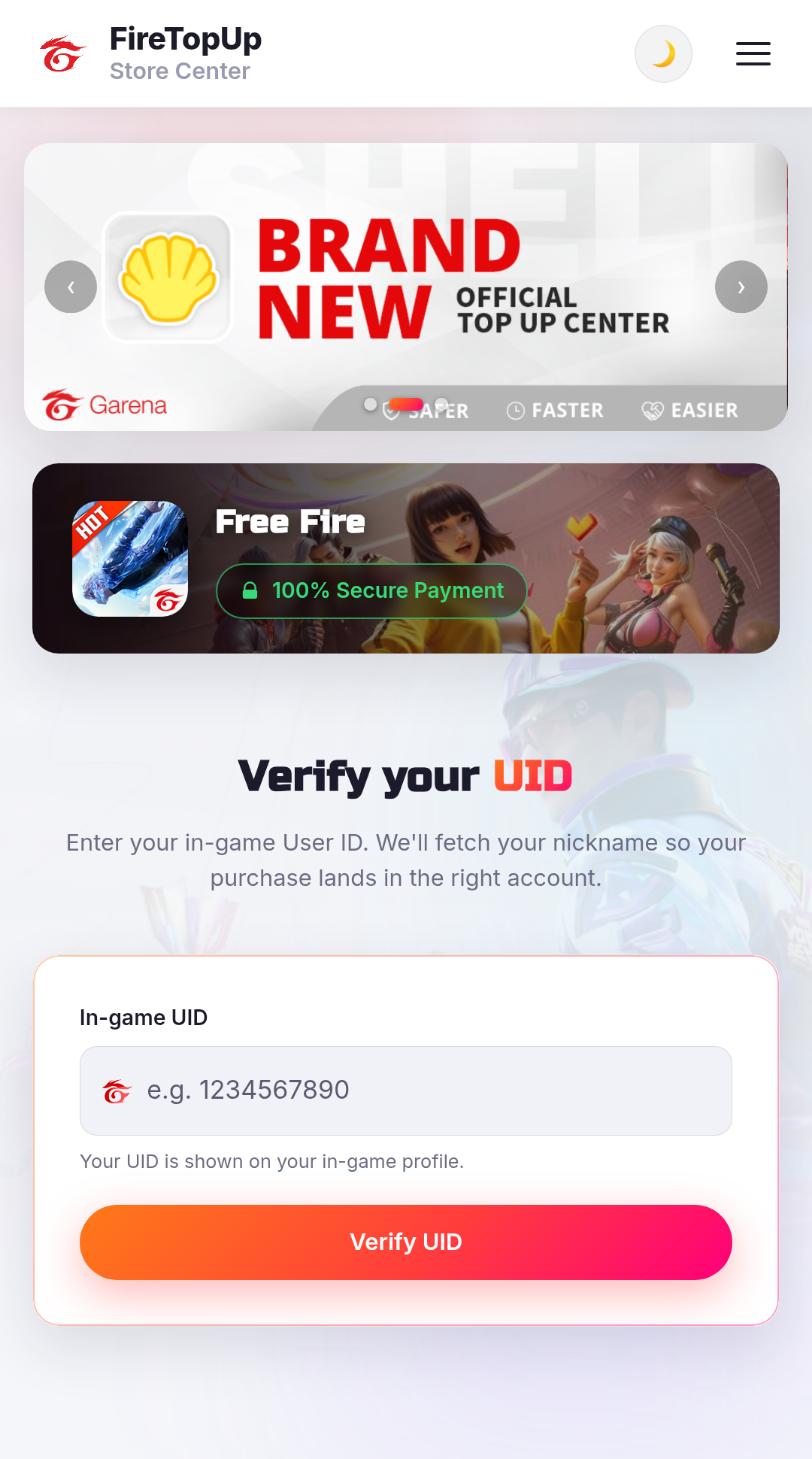 FireTopUp
Store Center
SHELL
BRAND
NEW OFFICIAL
TOP UP CENTER
Garena
SAFER FASTER EASIER
HOT
Free Fire
100% Secure Payment
Verify your UID
Enter your in-game User ID. We'll fetch your nickname so your
purchase lands in the right account.
In-game UID
e.g. 1234567890
Your UID is shown on your in-game profile.
Verify UID